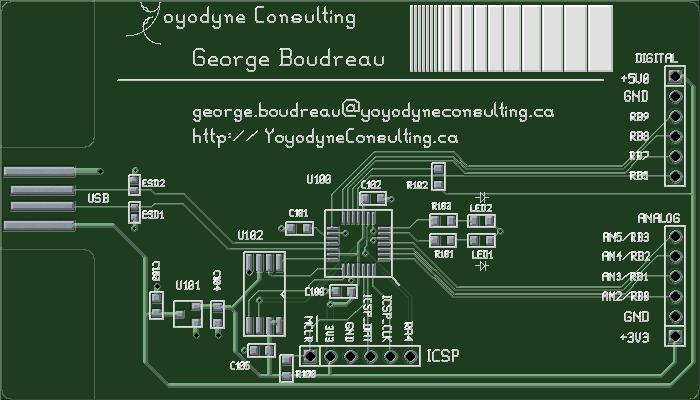 Yoyodyne Consulting
George Boudreau
george.boudreau@yoyodyneconsulting.ca
http:// YoyodyneConsulting.ca
DIGITAL
+5V0
GND
RB9
RB8
RB7
USB
ESD2
ESD1
U100
C102
R102
C101
R103
LED2
R101
LED1
U102
ANALOG
AN5/RB3
AN4/RB2
AN3/RB1
AN2/RB0
GND
+3V3
C103
U101
C104
C100
MCLR
3V3
GND
ICSP_DAT
ICSP_CLK
RA4
ICSP
R100